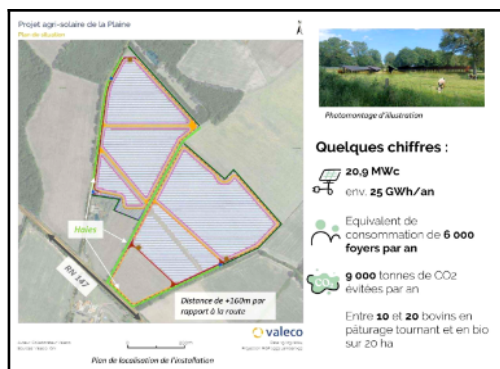 Projet agri-solaire de la Plaine
Plan de situation
N
Haies
RN 147
Distance de +160m par
rapport à la route
valeco
Plan de localisation de l'installation
Photomontage d'illustration
Quelques chiffres :
20,9 MWc
env. 25 GWh/an
Equivalent de
consommation de 6 000
foyers par an
CO2
9 000 tonnes de CO2
évitées par an
Entre 10 et 20 bovins en
pâturage tournant et en bio
sur 20 ha